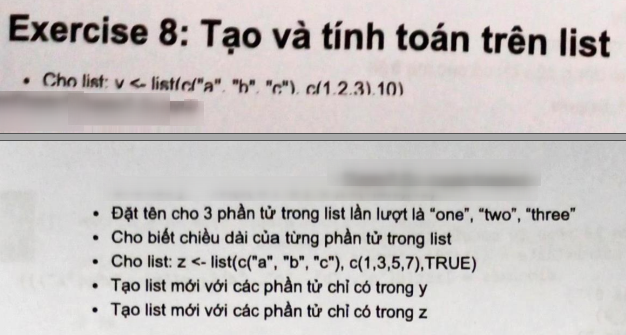 Exercise 8: Tạo và tính toán trên list
• Cho list: y <- list(c("a", "b", "c"), c(1,2,3),10)
• Đặt tên cho 3 phần tử trong list lần lượt là "one", "two", "three"
• Cho biết chiều dài của từng phần tử trong list
• Cho list: z <- list(c("a", "b", "c"), c(1,3,5,7),TRUE)
• Tạo list mới với các phần tử chỉ có trong y
• Tạo list mới với các phần tử chỉ có trong z